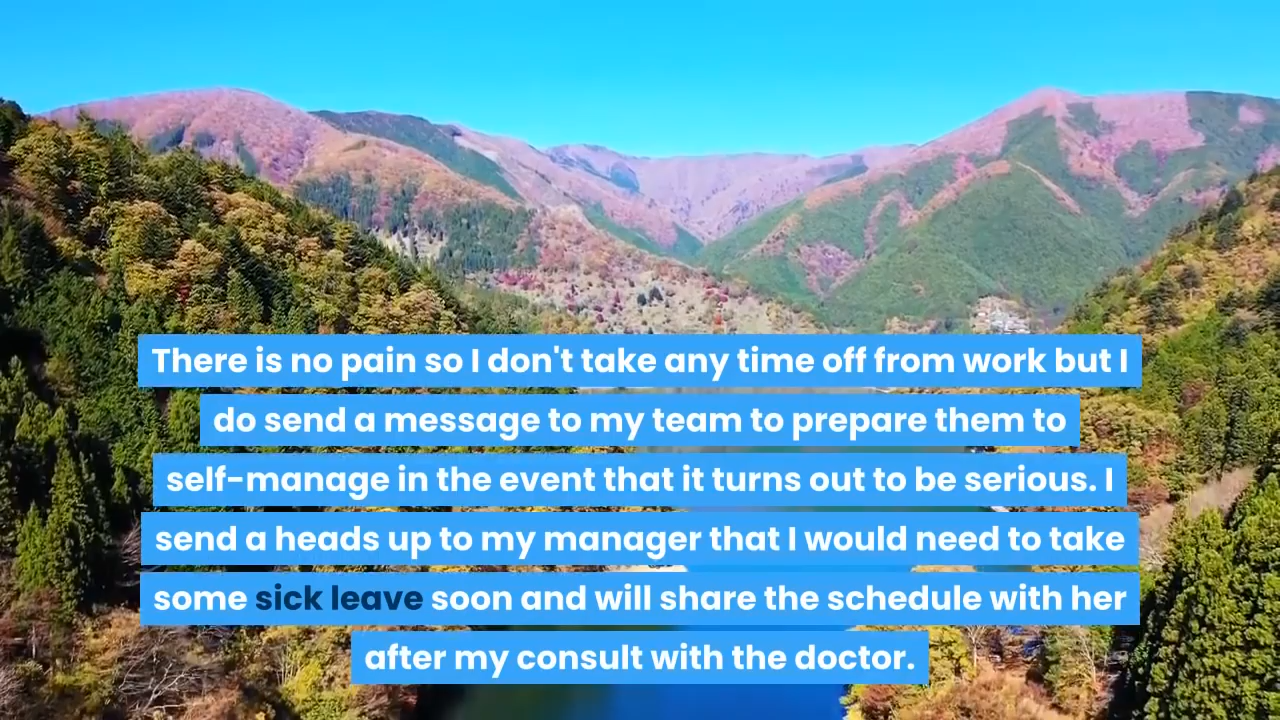 There is no pain so I don't take any time off from work but I
do send a message to my team to prepare them to
self-manage in the event that it turns out to be serious. I
send a heads up to my manager that I would need to take
some sick leave soon and will share the schedule with her
after my consult with the doctor.